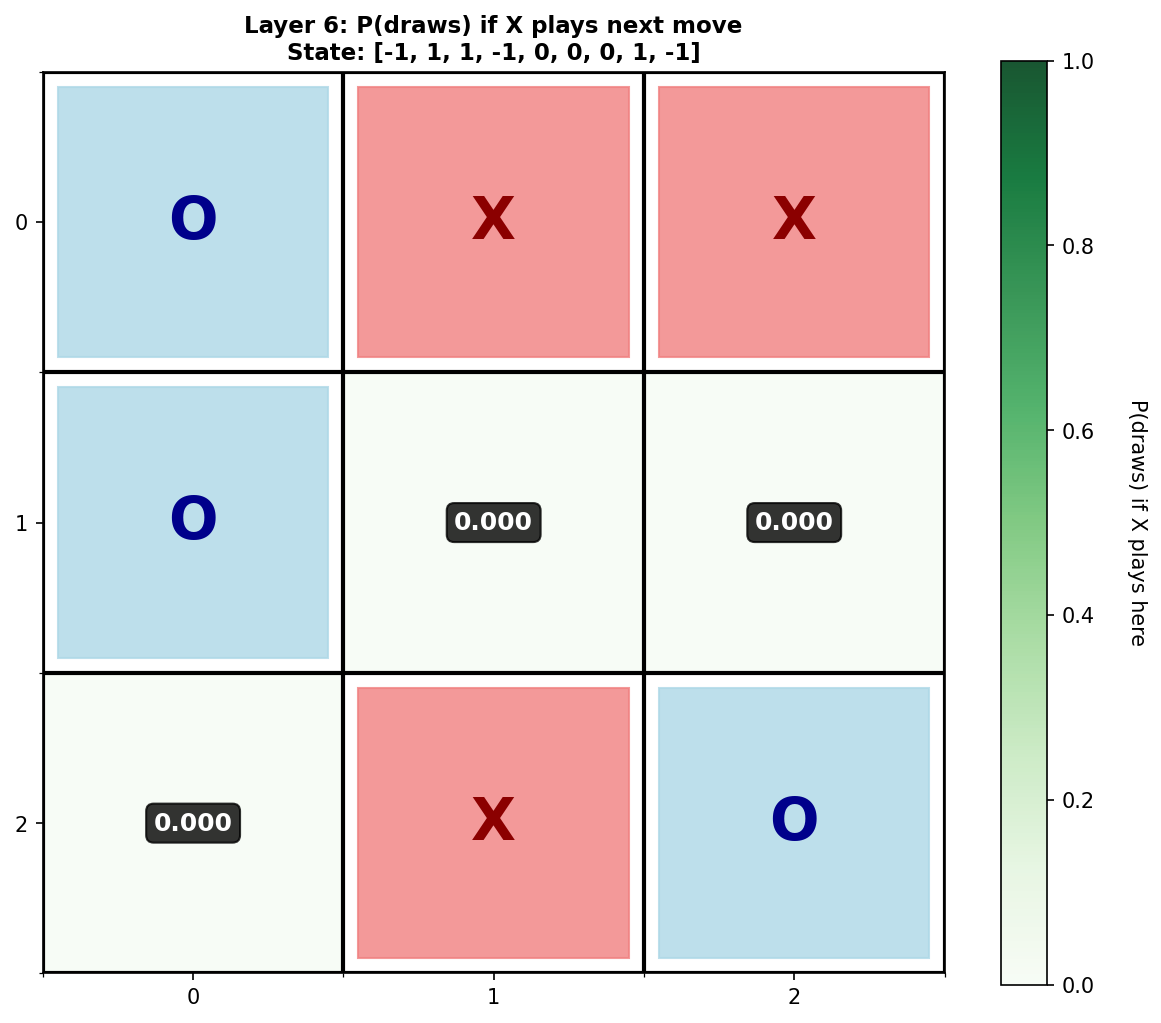 Layer 6: P(draws) if X plays next move
State: [-1, 1, 1, -1, 0, 0, 0, 1, -1]
1.0
0.8
0.6
0.4
0.2
0.0
P(draws) if X plays here
0
O
X
X
1
O
0.000
0.000
2
0.000
X
O
0
1
2